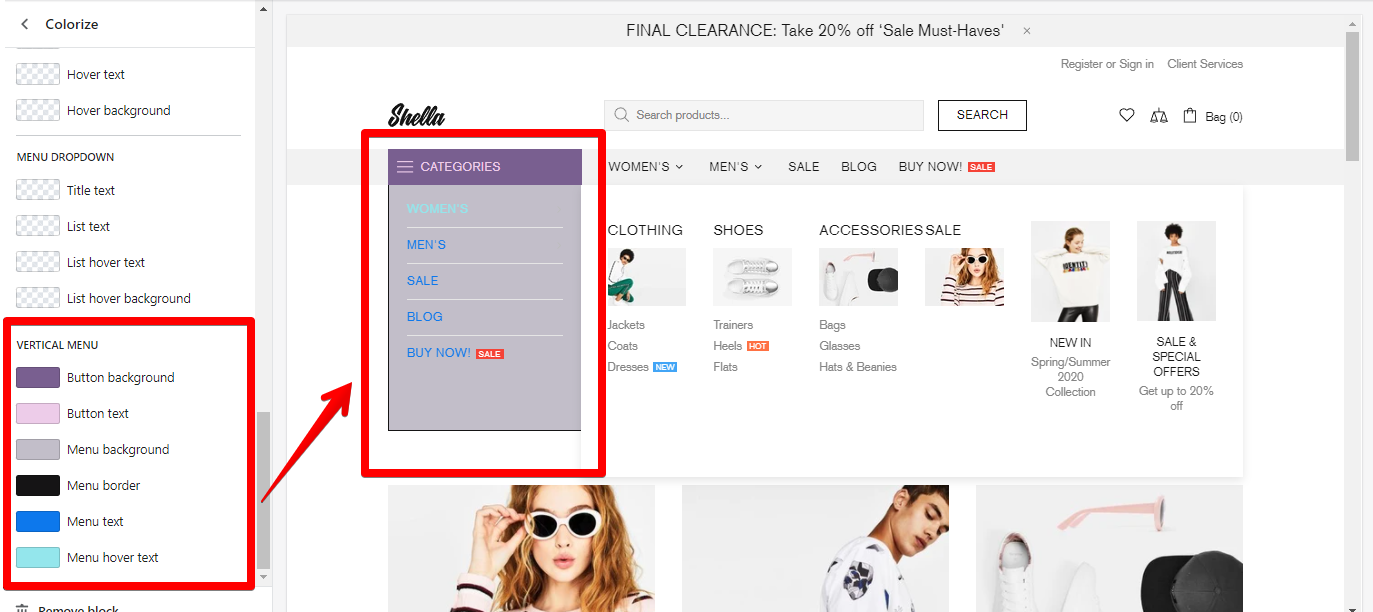 Colorize
Hover text
Hover background
MENU DROPDOWN
Title text
List text
List hover text
List hover background
VERTICAL MENU
Button background
Button text
Menu background
Menu border
Menu text
Menu hover text
Remove block
FINAL CLEARANCE: Take 20% off 'Sale Must-Haves' ×
Register or Sign in Client Services
Shella
Search products...
SEARCH
Bag (0)
CATEGORIES
WOMEN'S MEN'S SALE BLOG BUY NOW! SALE
WOMEN'S
MEN'S
SALE
BLOG
BUY NOW! SALE
CLOTHING
Jackets
Coats
Dresses NEW
SHOES
Trainers
Heels HOT
Flats
ACCESSORIES
Bags
Glasses
Hats & Beanies
SALE
NEW IN
Spring/Summer
2020
Collection
SALE &
SPECIAL
OFFERS
Get up to 20%
off